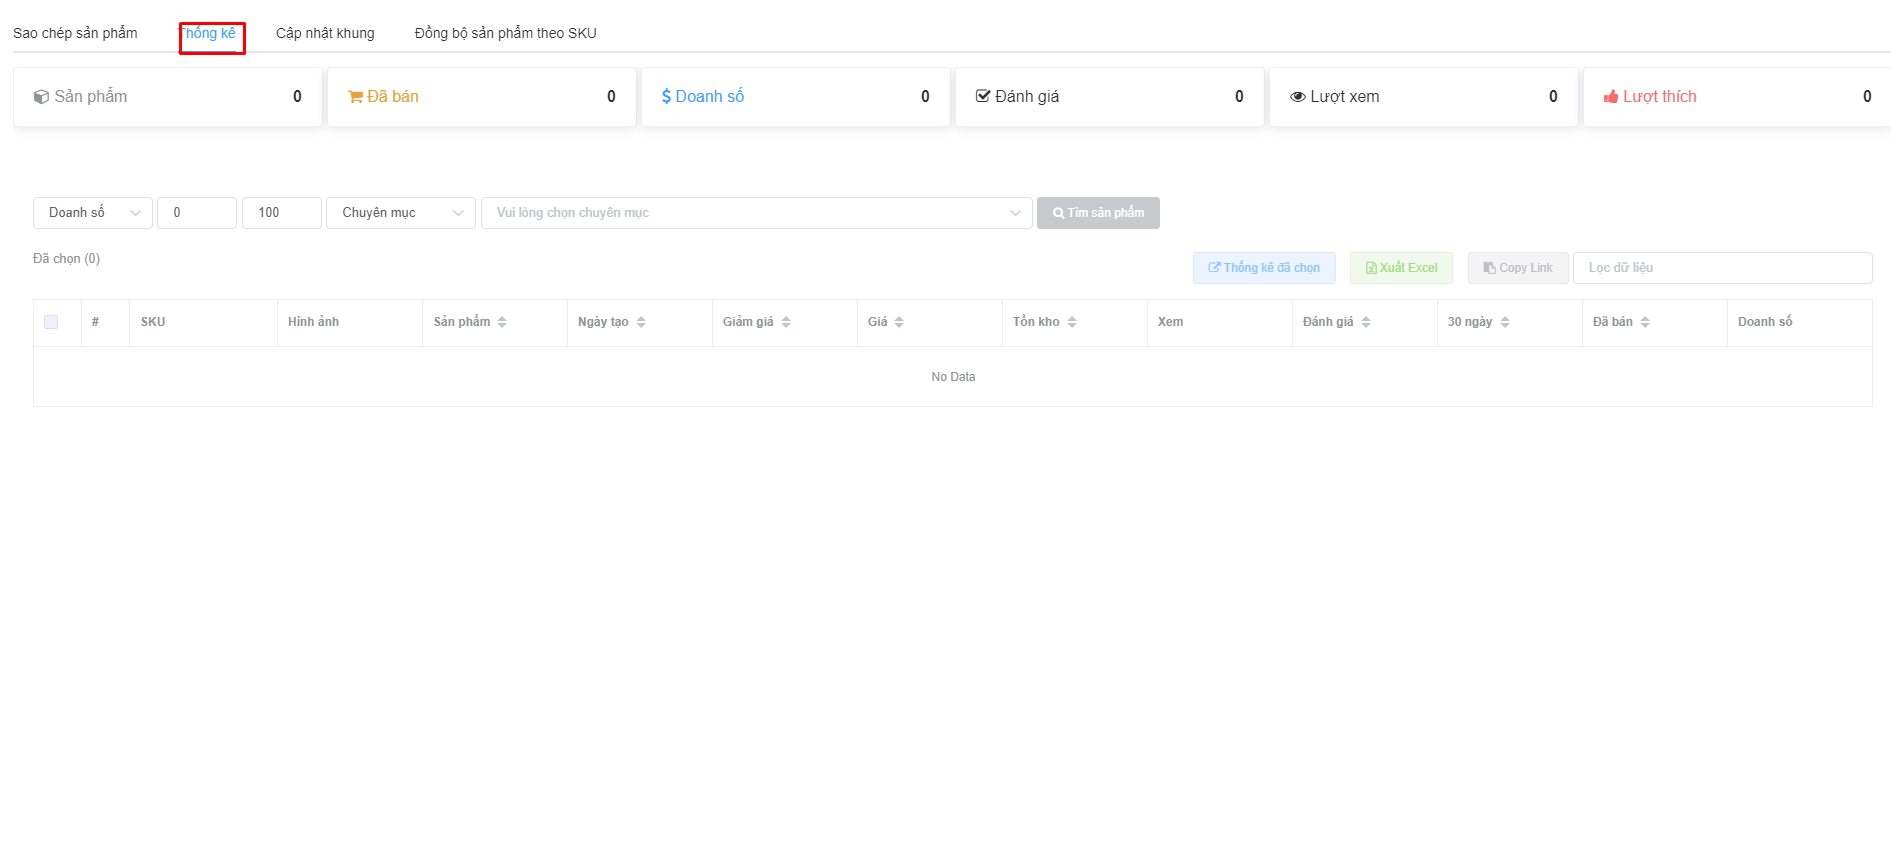 Sao chép sản phẩm Thống kê Cập nhật khung Đồng bộ sản phẩm theo SKU
Sản phẩm 0 Đã bán 0 Doanh số 0 Đánh giá 0 Lượt xem 0 Lượt thích 0
Doanh số 0 100 Chuyên mục Vui lòng chọn chuyên mục Tìm sản phẩm
Đã chọn (0) Thống kê đã chọn Xuất Excel Copy Link Lọc dữ liệu
# SKU Hình ảnh Sản phẩm Ngày tạo Giảm giá Giá Tồn kho Xem Đánh giá 30 ngày Đã bán Doanh số
No Data